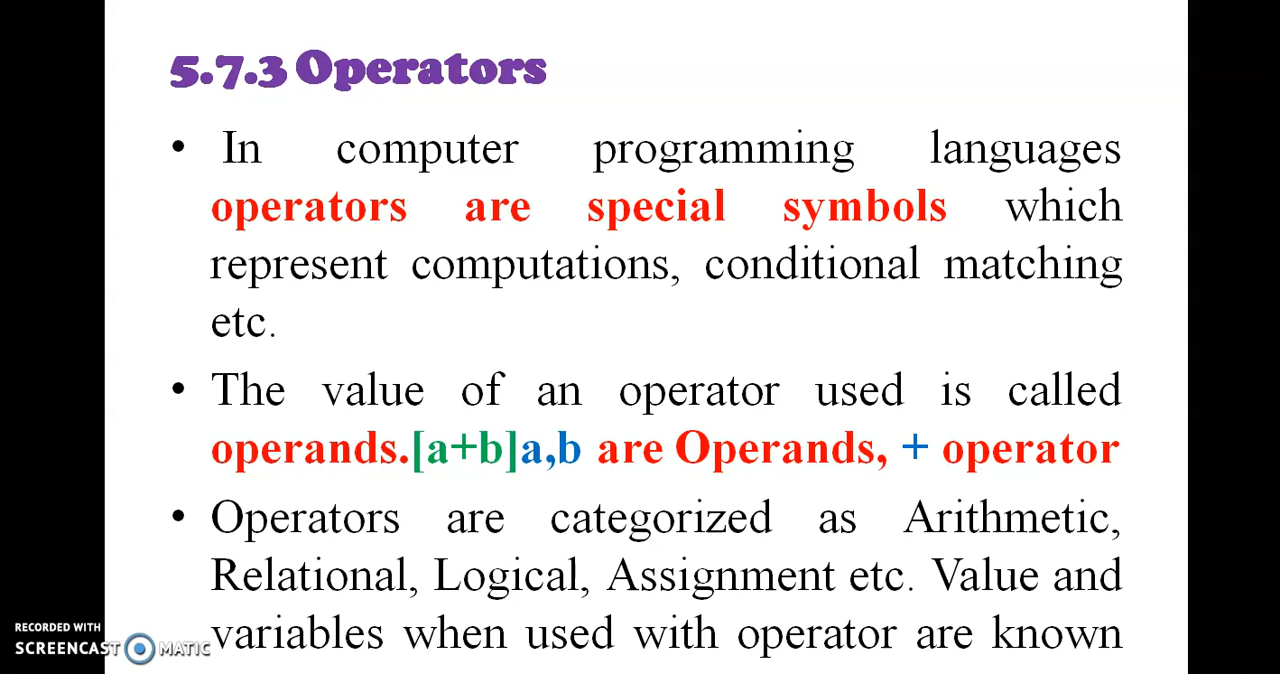 5.7.3 Operators
• In computer programming languages
operators are special symbols which
represent computations, conditional matching
etc.
• The value of an operator used is called
operands.[a+b]a,b are Operands, + operator
• Operators are categorized as Arithmetic,
Relational, Logical, Assignment etc. Value and
variables when used with operator are known
RECORDED WITH
SCREENCAST MATIC